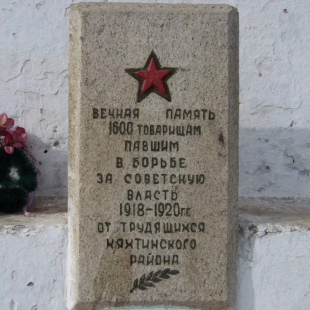 ВЕЧНАЯ ПАМЯТЬ
1600 ТОВАРИЩАМ
ПАВШИМ
В БОРЬБЕ
ЗА СОВЕТСКУЮ
ВЛАСТЬ
1918-1920гг.
ОТ ТРУДЯЩИХСЯ
КЯХТИНСКОГО
РАЙОНА